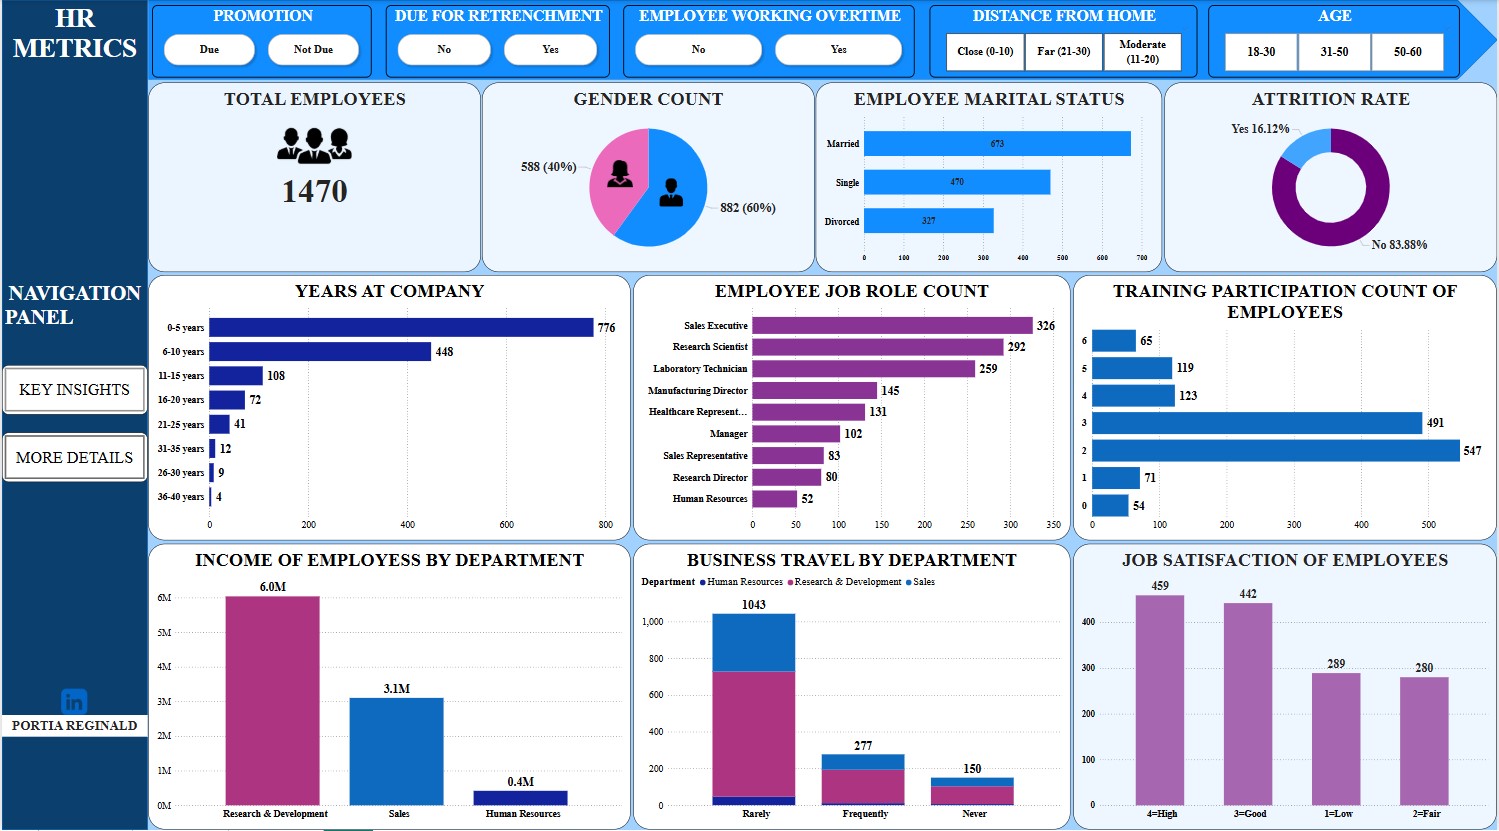 HR
METRICS
PROMOTION
Due
Not Due
DUE FOR RETRENCHMENT
No
Yes
EMPLOYEE WORKING OVERTIME
No
Yes
DISTANCE FROM HOME
Close (0-10)
Far (21-30)
Moderate
(11-20)
AGE
18-30
31-50
50-60
NAVIGATION
PANEL
KEY INSIGHTS
MORE DETAILS
in
PORTIA REGINALD
TOTAL EMPLOYEES
1470
GENDER COUNT
588 (40%)
882 (60%)
EMPLOYEE MARITAL STATUS
Married
673
Single
470
Divorced
327
0 100 200 300 400 500 600 700
ATTRITION RATE
Yes 16.12%
No 83.88%
YEARS AT COMPANY
0-5 years 776
6-10 years 448
11-15 years 108
16-20 years 72
21-25 years 41
31-35 years 12
26-30 years 9
36-40 years 4
0 200 400 600 800
EMPLOYEE JOB ROLE COUNT
Sales Executive 326
Research Scientist 292
Laboratory Technician 259
Manufacturing Director 145
Healthcare Represent... 131
Manager 102
Sales Representative 83
Research Director 80
Human Resources 52
0 50 100 150 200 250 300 350
TRAINING PARTICIPATION COUNT OF
EMPLOYEES
6 65
5 119
4 123
3 491
2 547
1 71
0 54
0 100 200 300 400 500
INCOME OF EMPLOYESS BY DEPARTMENT
6.0M
6M
5M
4M
3.1M
3M
2M
1M
0.4M
0M
Research & Development Sales Human Resources
BUSINESS TRAVEL BY DEPARTMENT
Department Human Resources Research & Development Sales
1043
1,000
800
600
400
277
200
150
0
Rarely Frequently Never
JOB SATISFACTION OF EMPLOYEES
459
442
400
300
289
280
200
100
0
4=High 3=Good 1=Low 2=Fair